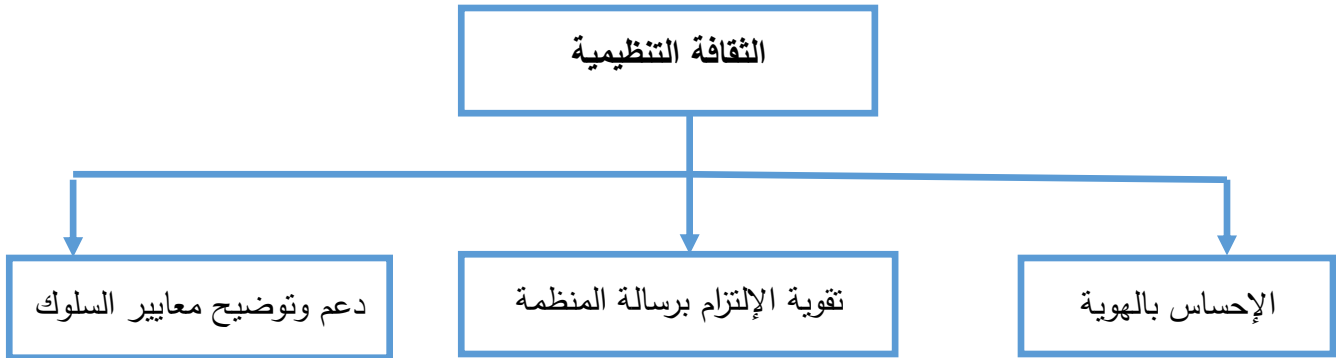 الثقافة التنظيمية
الإحساس بالهوية
تقوية الإلتزام برسالة المنظمة
دعم وتوضيح معايير السلوك